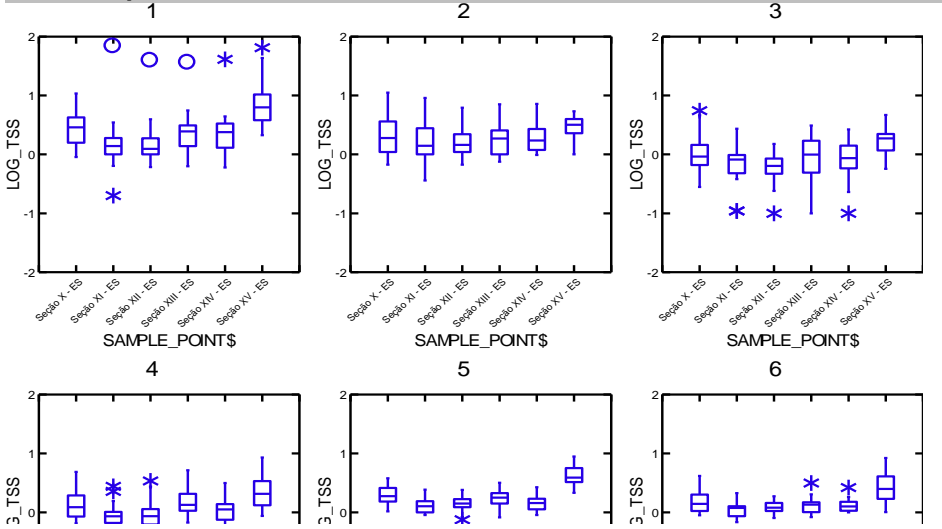 1 2 3
2 2 2
1 1 1
0 0 0
-1 -1 -1
-2 -2 -2
LOG_TSS LOG_TSS LOG_TSS
Seção X - ES Seção XI - ES Seção XII - ES Seção XIII - ES Seção XIV - ES Seção XV - ES Seção X - ES Seção XI - ES Seção XII - ES Seção XIII - ES Seção XIV - ES Seção XV - ES Seção X - ES Seção XI - ES Seção XII - ES Seção XIII - ES Seção XIV - ES Seção XV - ES
SAMPLE_POINT$ SAMPLE_POINT$ SAMPLE_POINT$
4 5 6
2 2 2
1 1 1
0 0 0
G_TSS G_TSS G_TSS